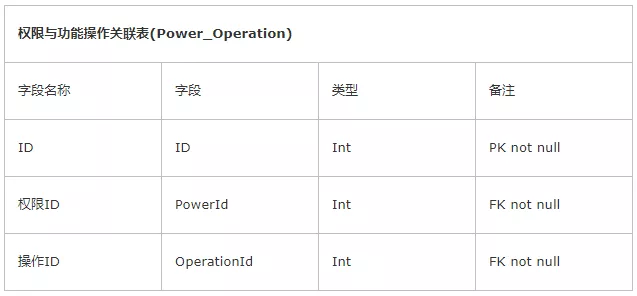 权限与功能操作关联表(Power_Operation)
字段名称 字段 类型 备注
ID ID Int PK not null
权限ID PowerId Int FK not null
操作ID OperationId Int FK not null